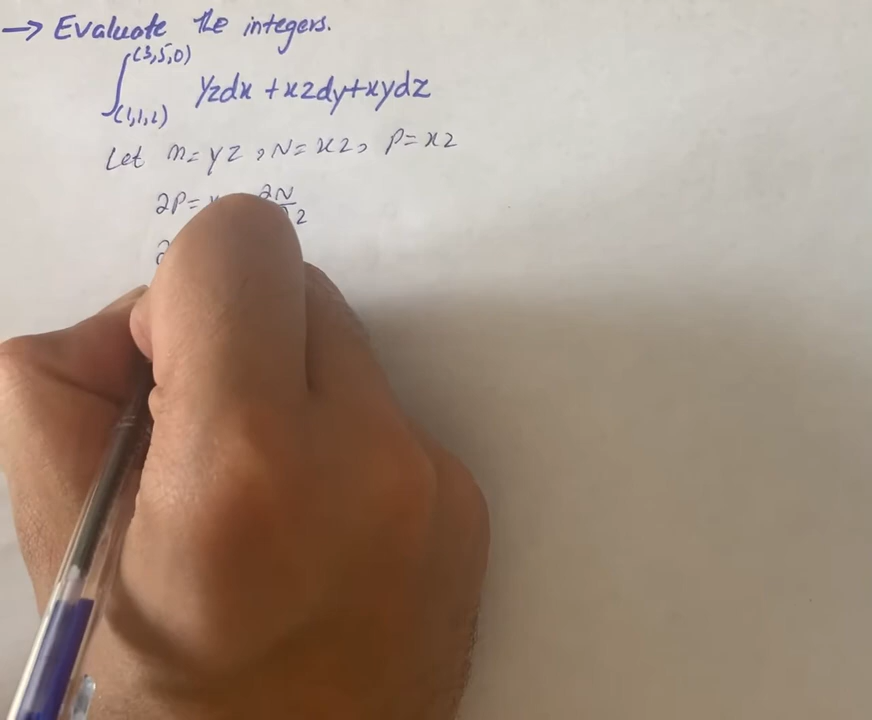 → Evaluate the integers.
∫(1,1,2)(3,5,0) yzdx + xzdy + xydz
Let m = yz, N = xz, P = xz
∂P = ∂N